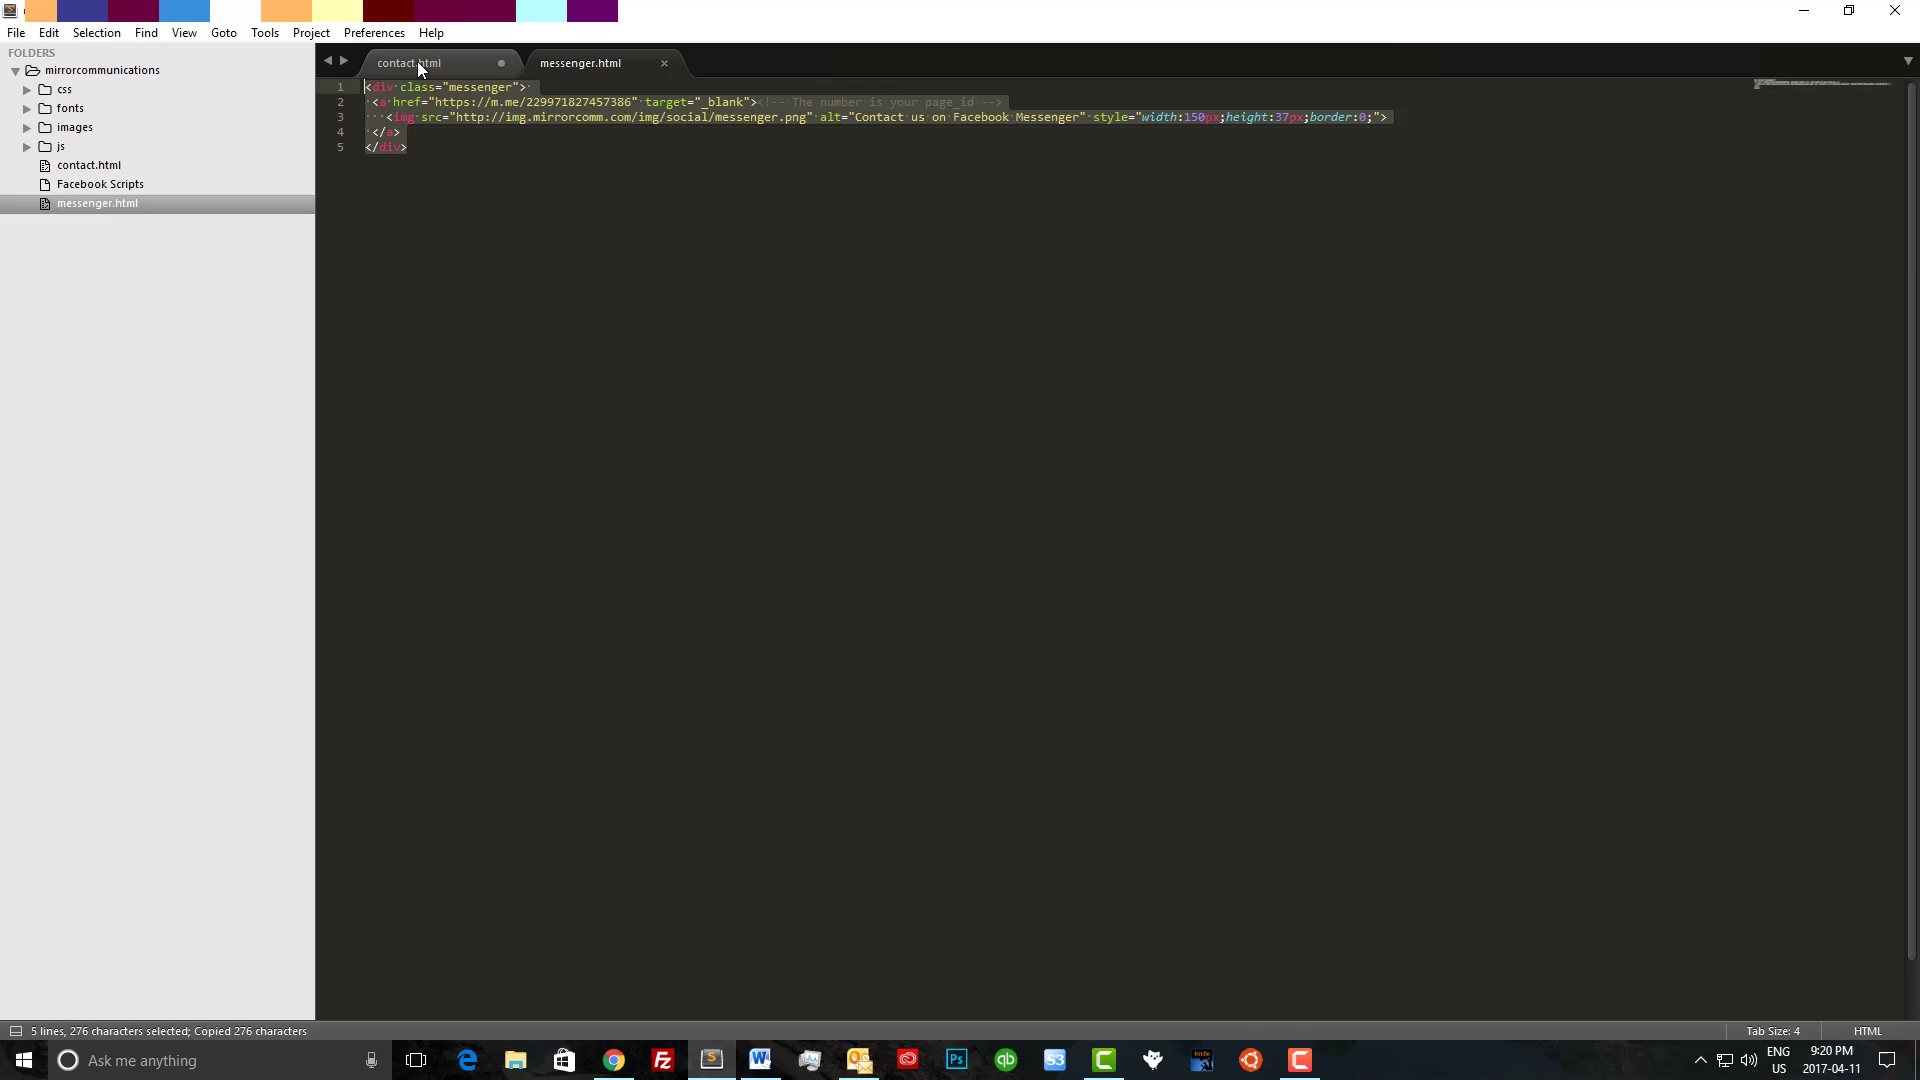 File Edit Selection Find View Goto Tools Project Preferences Help
FOLDERS
mirrorcommunications
css
fonts
images
js
contact.html
Facebook Scripts
messenger.html
contact.html
messenger.html
1 <div class="messenger">
2 <a href="https://m.me/229971827457386" target="_blank"><!-- The number is your page_id -->
3 <img src="http://img.mirrorcomm.com/img/social/messenger.png" alt="Contact us on Facebook Messenger" style="width:150px;height:37px;border:0;">
4 </a>
5 </div>
5 lines, 276 characters selected; Copied 276 characters
Tab Size: 4
HTML
Ask me anything
ENG
US
9:20 PM
2017-04-11